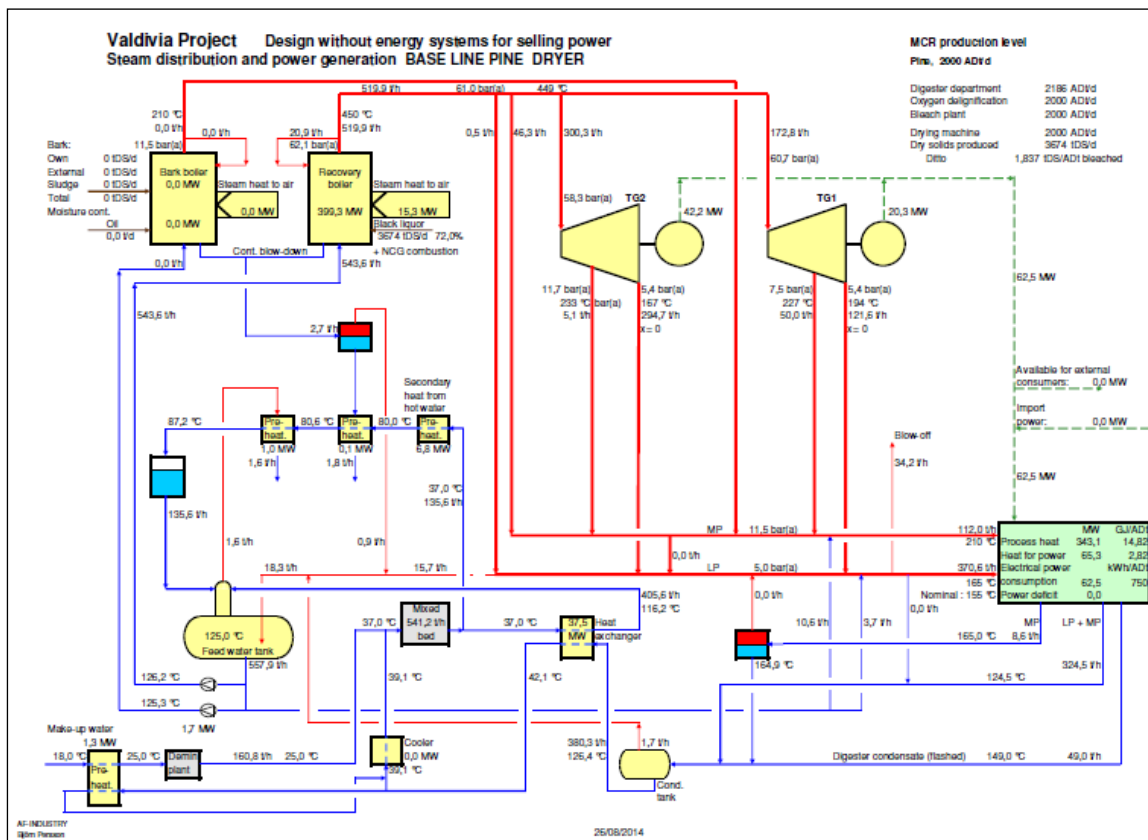 Valdivia Project Design without energy systems for selling power
Steam distribution and power generation BASE LINE PINE DRYER
MCR production level
Pine, 2000 ADt/d
Digester department 2186 ADt/d
Oxygen delignification 2000 ADt/d
Bleach plant 2000 ADt/d
Drying machine 2000 ADt/d
Dry solids produced 3674 tDS/d
Ditto 1,837 tDS/ADt bleached
519,9 t/h 61,0 bar(a) 449 °C
210 °C
0,0 t/h
0,0 t/h
11,5 bar(a)
450 °C
519,9 t/h
20,9 t/h
62,1 bar(a)
0,5 t/h
46,3 t/h
300,3 t/h
172,8 t/h
60,7 bar(a)
Bark:
Own 0 tDS/d
External 0 tDS/d
Sludge 0 tDS/d
Total 0 tDS/d
Moisture cont.
Oil
0,0 t/d
Bark boiler
0,0 MW
0,0 MW
Steam heat to air
0,0 MW
Recovery
boiler
399,3 MW
Steam heat to air
15,3 MW
Black liquor
3674 tDS/d 72,0%
+ NCG combustion
Cont. blow-down
0,0 t/h
543,6 t/h
58,3 bar(a)
TG2
42,2 MW
TG1
20,3 MW
11,7 bar(a)
233 °C bar(a)
5,1 t/h
5,4 bar(a)
167 °C
294,7 t/h
x = 0
7,5 bar(a)
227 °C
50,0 t/h
5,4 bar(a)
194 °C
121,6 t/h
x = 0
62,5 MW
Available for external
consumers: 0,0 MW
Import
power: 0,0 MW
62,5 MW
543,6 t/h
2,7 t/h
Secondary
heat from
hot water
87,2 °C
80,6 °C
80,0 °C
Pre-
heat.
1,0 MW
Pre-
heat.
0,1 MW
Pre-
heat.
6,8 MW
1,6 t/h
1,8 t/h
37,0 °C
135,6 t/h
135,6 t/h
Blow-off
34,2 t/h
1,6 t/h
0,9 t/h
MP 11,5 bar(a)
112,0 t/h
210 °C
0,0 t/h
LP 5,0 bar(a)
370,6 t/h
165 °C
Nominal : 155 °C
MW GJ/ADt
Process heat 343,1 14,82
Heat for power 65,3 2,82
Electrical power kWh/ADt
consumption 62,5 750
Power deficit 0,0
18,3 t/h
15,7 t/h
405,6 t/h
116,2 °C
0,0 t/h
0,0 t/h
125,0 °C
Feed water tank
557,9 t/h
37,0 °C
Mixed
541,2 t/h
bed
37,0 °C
37,5
MW
Heat
exchanger
10,6 t/h
3,7 t/h
MP
8,6 t/h
LP + MP
165,0 °C
164,9 °C
324,5 t/h
124,5 °C
126,2 °C
125,3 °C
1,7 MW
39,1 °C
42,1 °C
Make-up water
1,3 MW
18,0 °C
Pre-
heat.
25,0 °C
Demin
plant
160,8 t/h 25,0 °C
Cooler
0,0 MW
39,1 °C
380,3 t/h
126,4 °C
1,7 t/h
Cond.
tank
Digester condensate (flashed) 149,0 °C 49,0 t/h
ÅF-INDUSTRY
Björn Persson
26/08/2014